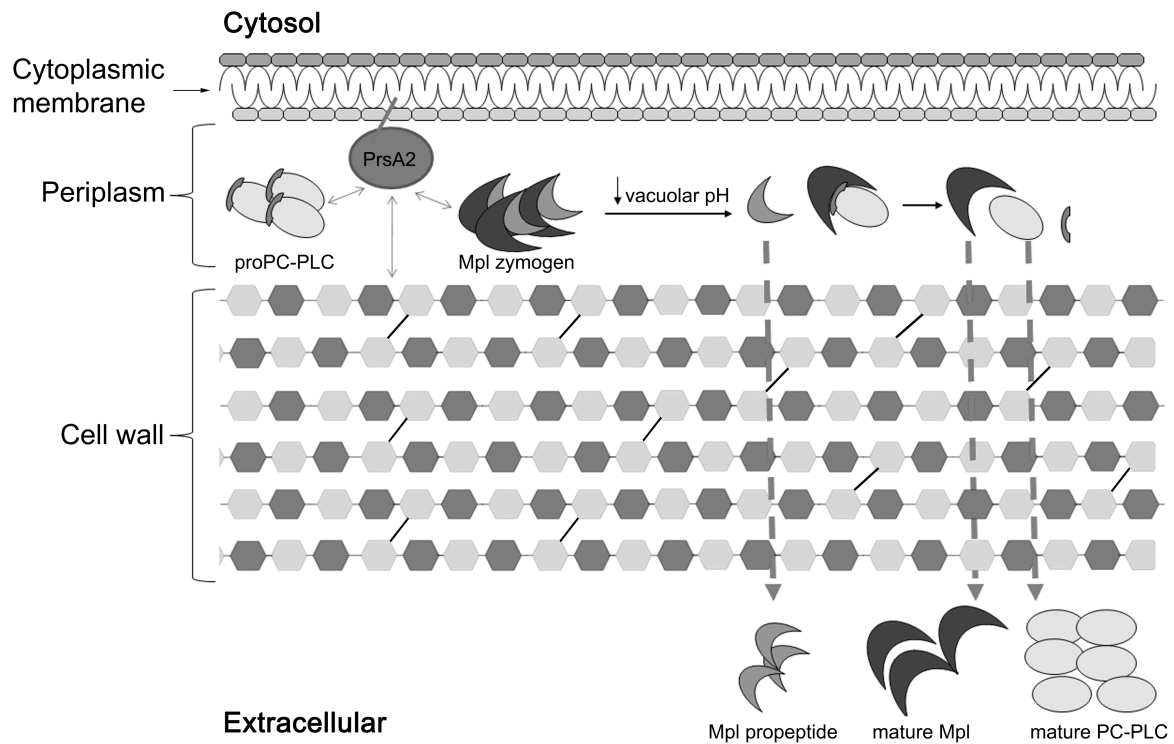 Cytosol
Cytoplasmic
membrane
PrsA2
Periplasm
↓ vacuolar pH
proPC-PLC
Mpl zymogen
Cell wall
Mpl propeptide
mature Mpl
mature PC-PLC
Extracellular